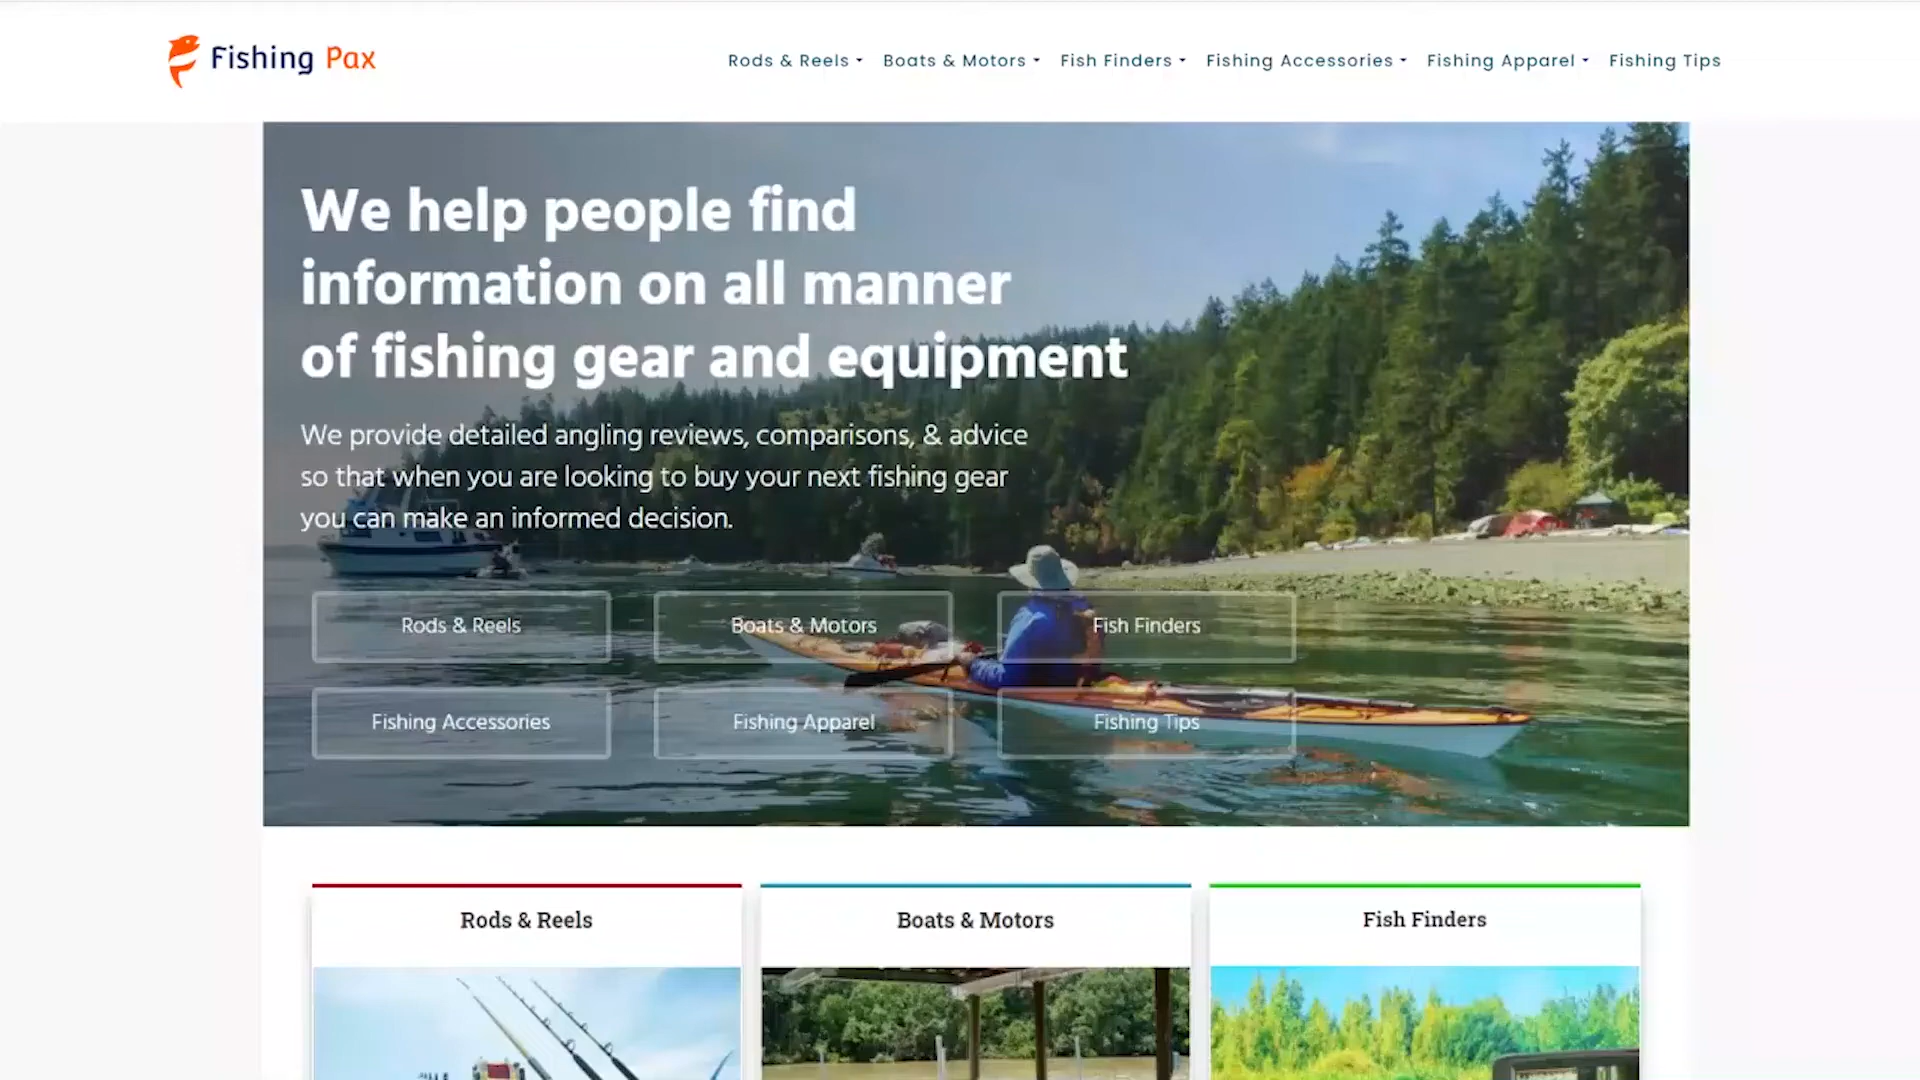 Fishing Pax
Rods & Reels
Boats & Motors
Fish Finders
Fishing Accessories
Fishing Apparel
Fishing Tips
We help people find
information on all manner
of fishing gear and equipment
We provide detailed angling reviews, comparisons, & advice
so that when you are looking to buy your next fishing gear
you can make an informed decision.
Rods & Reels
Boats & Motors
Fish Finders
Fishing Accessories
Fishing Apparel
Fishing Tips
Rods & Reels
Boats & Motors
Fish Finders